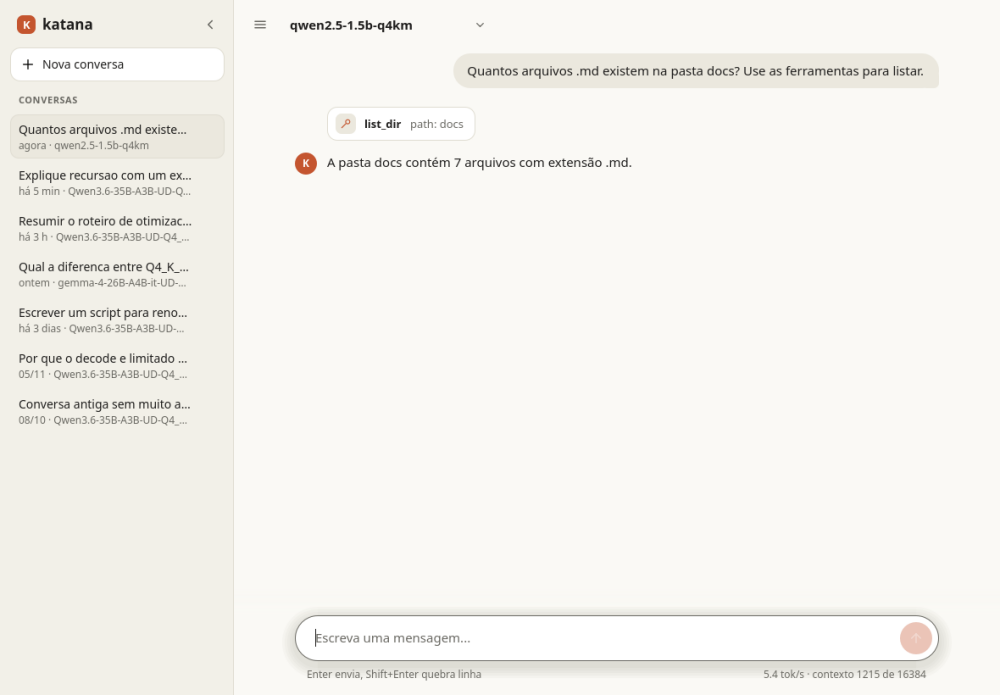 K katana
Nova conversa
CONVERSAS
Quantos arquivos .md existe...
agora · qwen2.5-1.5b-q4km
Explique recursao com um ex...
há 5 min · Qwen3.6-35B-A3B-UD-Q...
Resumir o roteiro de otimizac...
há 3 h · Qwen3.6-35B-A3B-UD-Q4_...
Qual a diferenca entre Q4_K_...
ontem · gemma-4-26B-A4B-it-UD-...
Escrever um script para reno...
há 3 dias · Qwen3.6-35B-A3B-UD-...
Por que o decode e limitado ...
05/11 · Qwen3.6-35B-A3B-UD-Q4_...
Conversa antiga sem muito a...
08/10 · Qwen3.6-35B-A3B-UD-Q4_...
qwen2.5-1.5b-q4km
Quantos arquivos .md existem na pasta docs? Use as ferramentas para listar.
list_dir path: docs
K A pasta docs contém 7 arquivos com extensão .md.
Escreva uma mensagem...
Enter envia, Shift+Enter quebra linha
5.4 tok/s · contexto 1215 de 16384